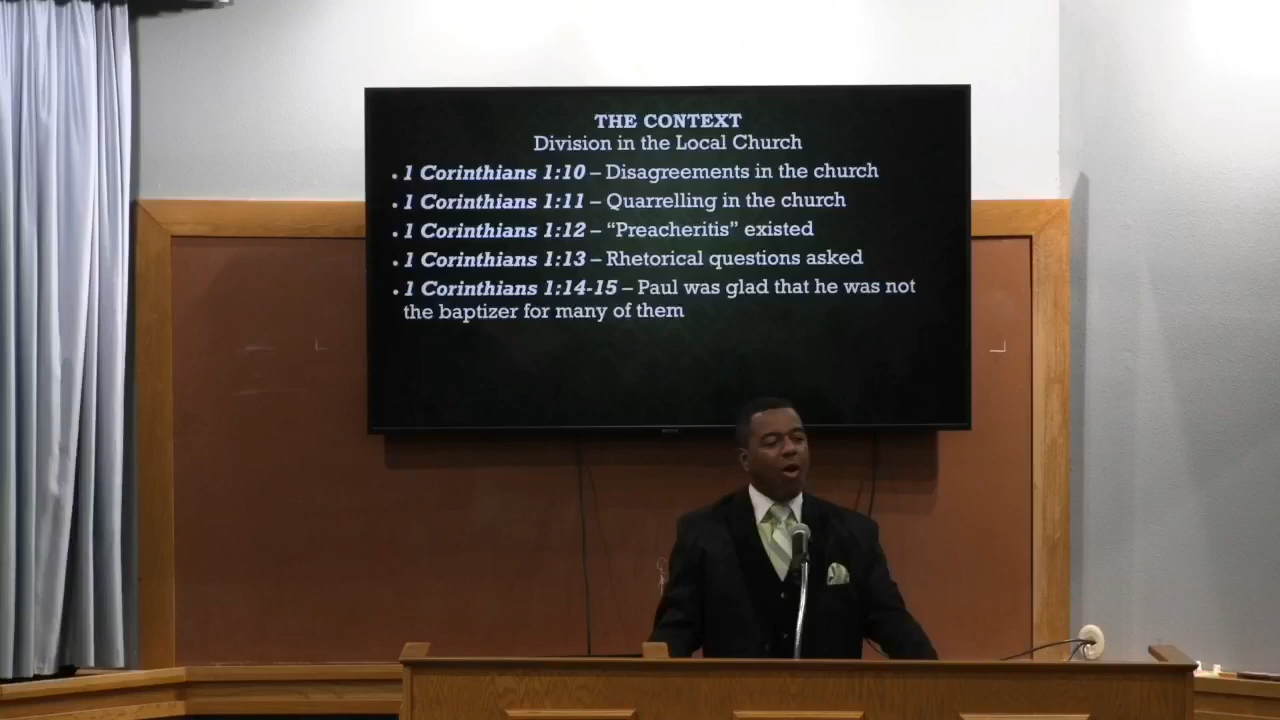 THE CONTEXT
Division in the Local Church
• 1 Corinthians 1:10 – Disagreements in the church
• 1 Corinthians 1:11 – Quarrelling in the church
• 1 Corinthians 1:12 – “Preacheritis” existed
• 1 Corinthians 1:13 – Rhetorical questions asked
• 1 Corinthians 1:14-15 – Paul was glad that he was not
the baptizer for many of them